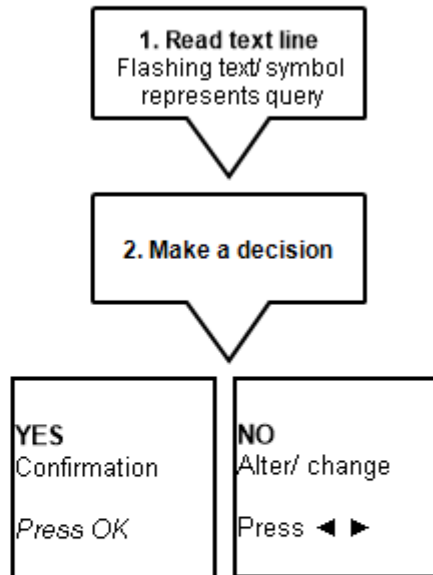 1. Read text line
Flashing text/ symbol
represents query
2. Make a decision
YES
Confirmation
Press OK
NO
Alter/ change
Press ◄ ►